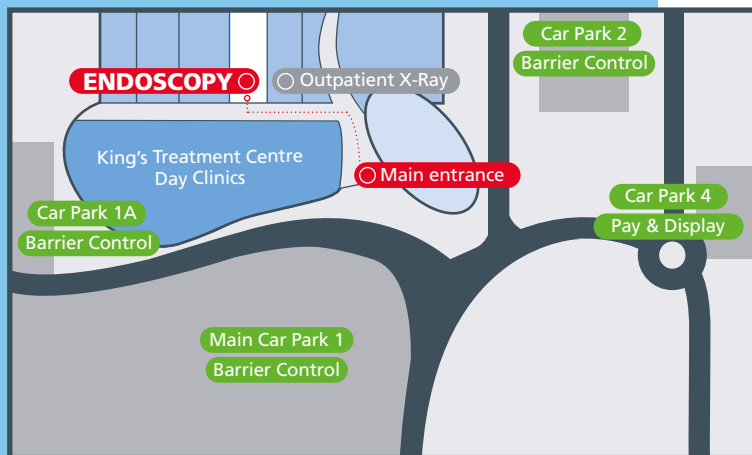 Car Park 2
Barrier Control
ENDOSCOPY
Outpatient X-Ray
King's Treatment Centre
Day Clinics
Main entrance
Car Park 1A
Barrier Control
Car Park 4
Pay & Display
Main Car Park 1
Barrier Control